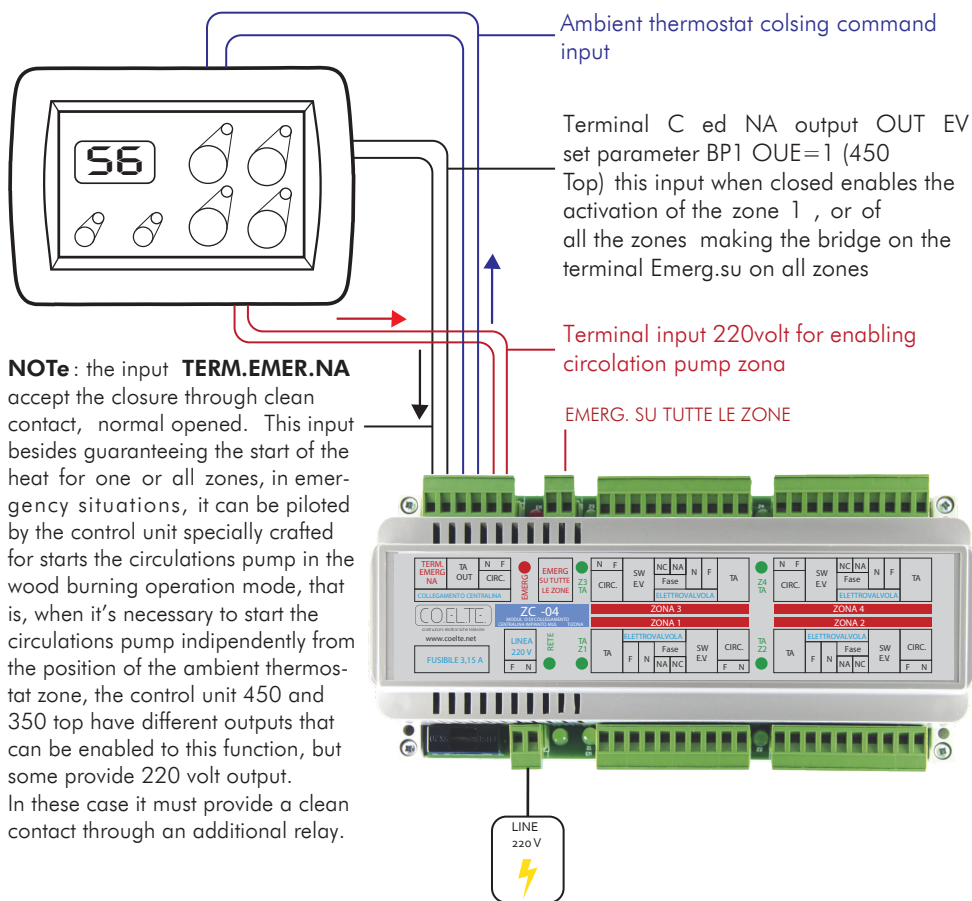 Ambient thermostat colsing command
input
56
Terminal C ed NA output OUT EV
set parameter BP1 OUE=1 (450
Top) this input when closed enables the
activation of the zone 1 , or of
all the zones making the bridge on the
terminal Emerg.su on all zones
Terminal input 220volt for enabling
circolation pump zona
EMERG. SU TUTTE LE ZONE
NOTe : the input TERM.EMER.NA
accept the closure through clean
contact, normal opened. This input
besides guaranteeing the start of the
heat for one or all zones, in emer-
gency situations, it can be piloted
by the control unit specially crafted
for starts the circulations pump in the
wood burning operation mode, that
is, when it's necessary to start the
circulations pump indipendently from
the position of the ambient thermos-
tat zone, the control unit 450 and
350 top have different outputs that
can be enabled to this function, but
some provide 220 volt output.
In these case it must provide a clean
contact through an additional relay.
TERM.
EMERG
NA
TA
OUT
N F
CIRC.
COLLEGAMENTO CENTRALINA
EMERG
EMERG
SU TUTTE
LE ZONE
Z3
TA
N F
CIRC.
SW
E.V
NC NA
Fase
N F
ELETTROVALVOLA
TA
Z4
TA
N F
CIRC.
SW
E.V
NC NA
Fase
N F
ELETTROVALVOLA
TA
COELTE
www.coelte.net
ZC -04
MODUL O DI COLLEGAMENTO
CENTRALINA IMPIANTO MUL TIZONA
ZONA 3
ZONA 1
ZONA 4
ZONA 2
FUSIBILE 3,15 A
LINEA
220 V
F N
RETE
TA
Z1
TA
ELETTROVALVOLA
F N
Fase
NA NC
SW
E.V
CIRC.
F N
TA
Z2
TA
ELETTROVALVOLA
F N
Fase
NA NC
SW
E.V
CIRC.
F N
LINE
220 V